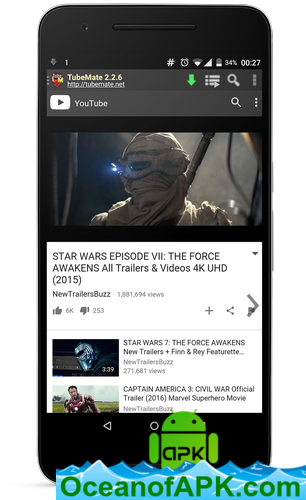 # 34% 00:27
TubeMate 2.2.6
http://tubemate.net
YouTube
STAR WARS EPISODE VII: THE FORCE
AWAKENS All Trailers & Videos 4K UHD
(2015)
NewTrailersBuzz · 1,881,694 views
6K 253
STAR WARS 7: THE FORCE AWAKENS
New Trailers + Finn & Rey Featurette...
NewTrailersBuzz
271,681 views
3:39
CAPTAIN AMERICA 3: CIVIL WAR Official
Trailer (2016) Marvel Superhero Movie
NewTrailersBuzz
APK
OceanofAPK.com